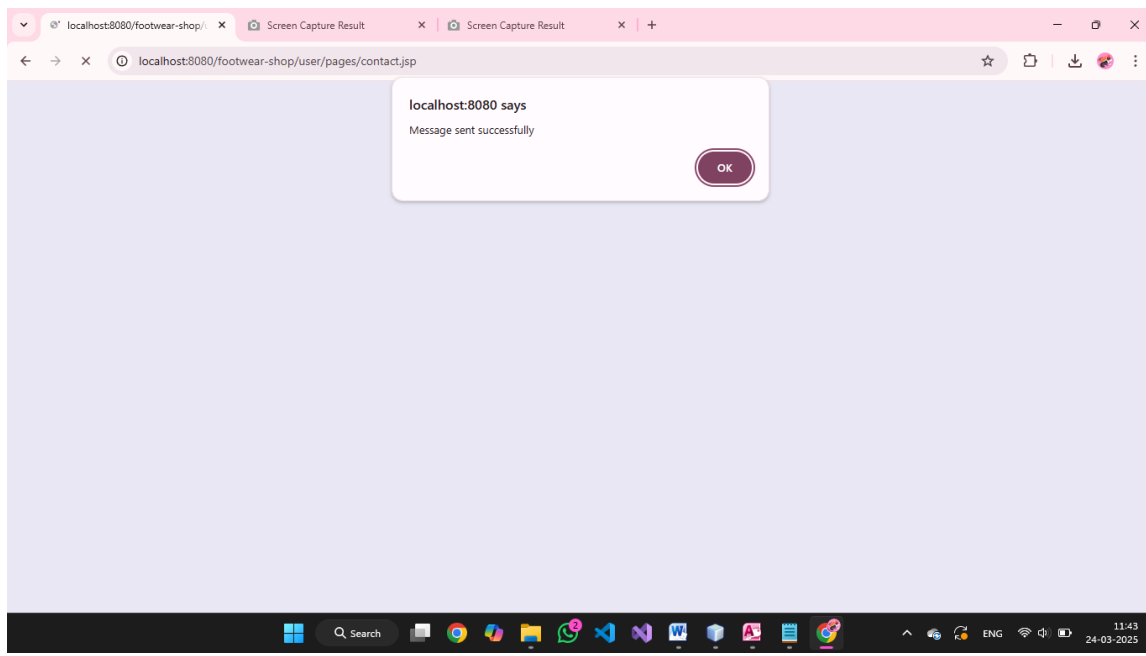 localhost:8080/footwear-shop/
Screen Capture Result
Screen Capture Result
localhost:8080/footwear-shop/user/pages/contact.jsp
localhost:8080 says
Message sent successfully
OK
Search
2
ENG
11:43
24-03-2025